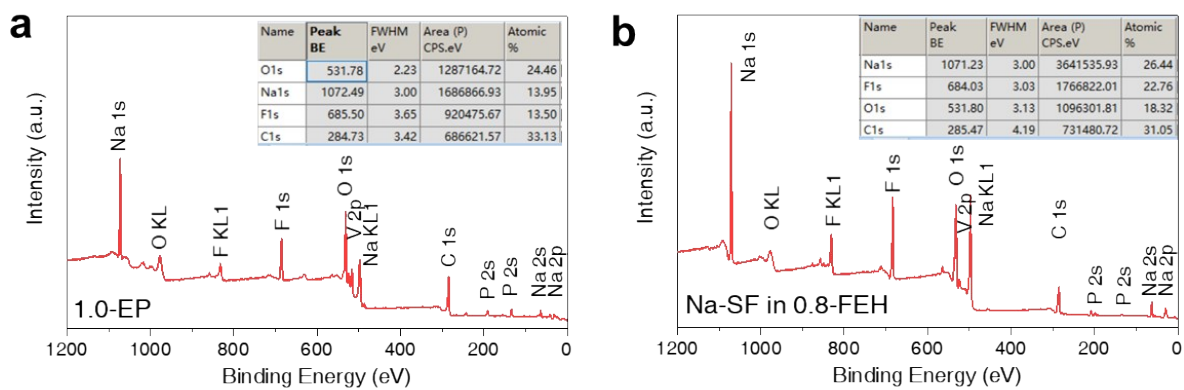 a
Name Peak BE FWHM eV Area (P) CPS.eV Atomic %
O1s 531.78 2.23 1287164.72 24.46
Na1s 1072.49 3.00 1686866.93 13.95
F1s 685.50 3.65 920475.67 13.50
C1s 284.73 3.42 686621.57 33.13
Intensity (a.u.)
Na 1s
O KL
F KL1
F 1s
O 1s
V 2p
Na KL1
C 1s
P 2s
P 2s
Na 2s
Na 2p
1.0-EP
1200 1000 800 600 400 200 0
Binding Energy (eV)
b
Name Peak BE FWHM eV Area (P) CPS.eV Atomic %
Na1s 1071.23 3.00 3641535.93 26.44
F1s 684.03 3.03 1766822.01 22.76
O1s 531.80 3.13 1096301.81 18.32
C1s 285.47 4.19 731480.72 31.05
Intensity (a.u.)
Na 1s
O KL
F KL1
F 1s
O 1s
V 2p
Na KL1
C 1s
P 2s
P 2s
Na 2s
Na 2p
Na-SF in 0.8-FEH
1200 1000 800 600 400 200 0
Binding Energy (eV)